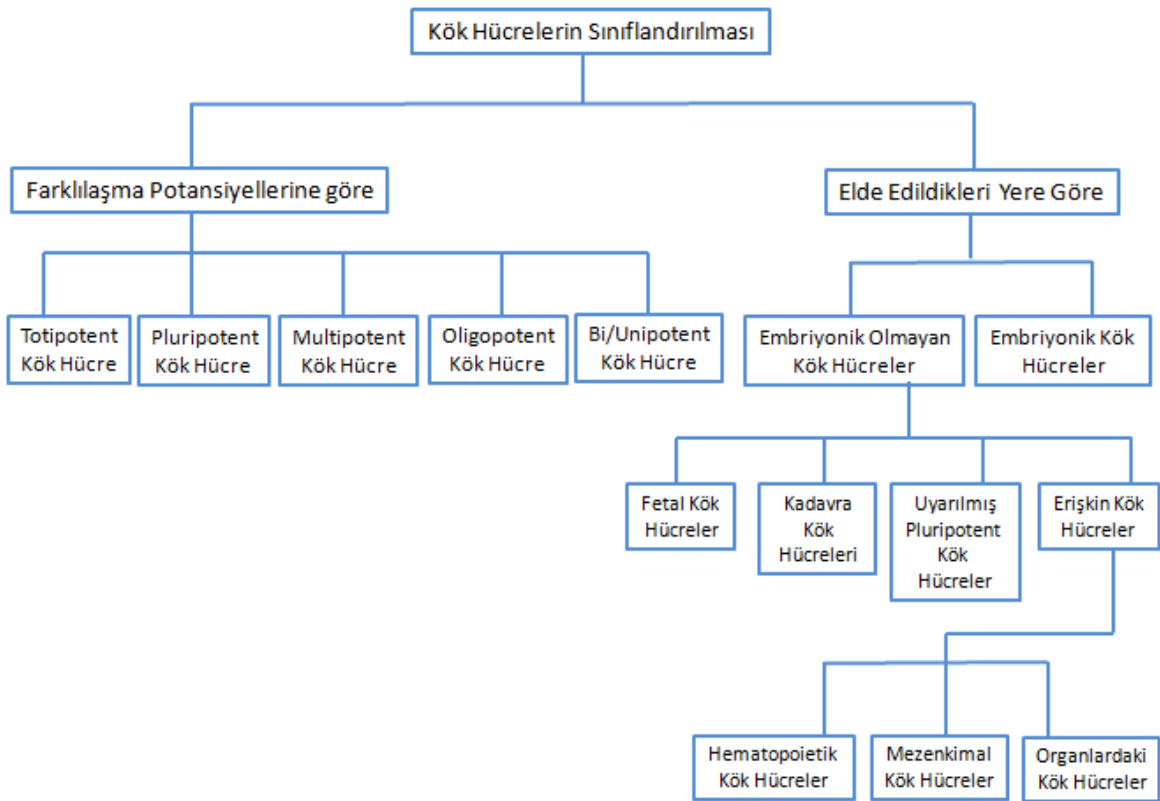 Kök Hücrelerin Sınıflandırılması
Farklılaşma Potansiyellerine göre
Elde Edildikleri Yere Göre
Totipotent
Kök Hücre
Pluripotent
Kök Hücre
Multipotent
Kök Hücre
Oligopotent
Kök Hücre
Bi/Unipotent
Kök Hücre
Embriyonik Olmayan
Kök Hücreler
Embriyonik Kök
Hücreler
Fetal Kök
Hücreler
Kadavra
Kök
Hücreleri
Uyarılmış
Pluripotent
Kök
Hücreler
Erişkin Kök
Hücreler
Hematopoietik
Kök Hücreler
Mezenkimal
Kök Hücreler
Organlardaki
Kök Hücreler